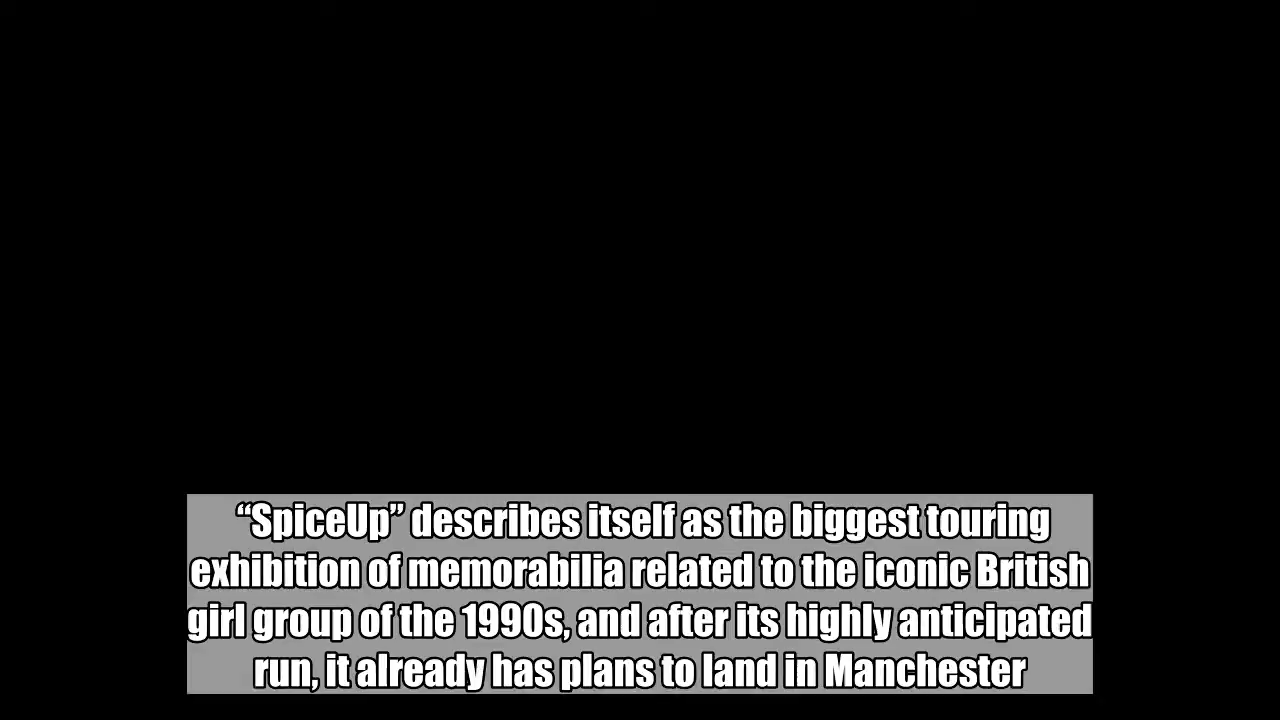 “SpiceUp” describes itself as the biggest touring
exhibition of memorabilia related to the iconic British
girl group of the 1990s, and after its highly anticipated
run, it already has plans to land in Manchester